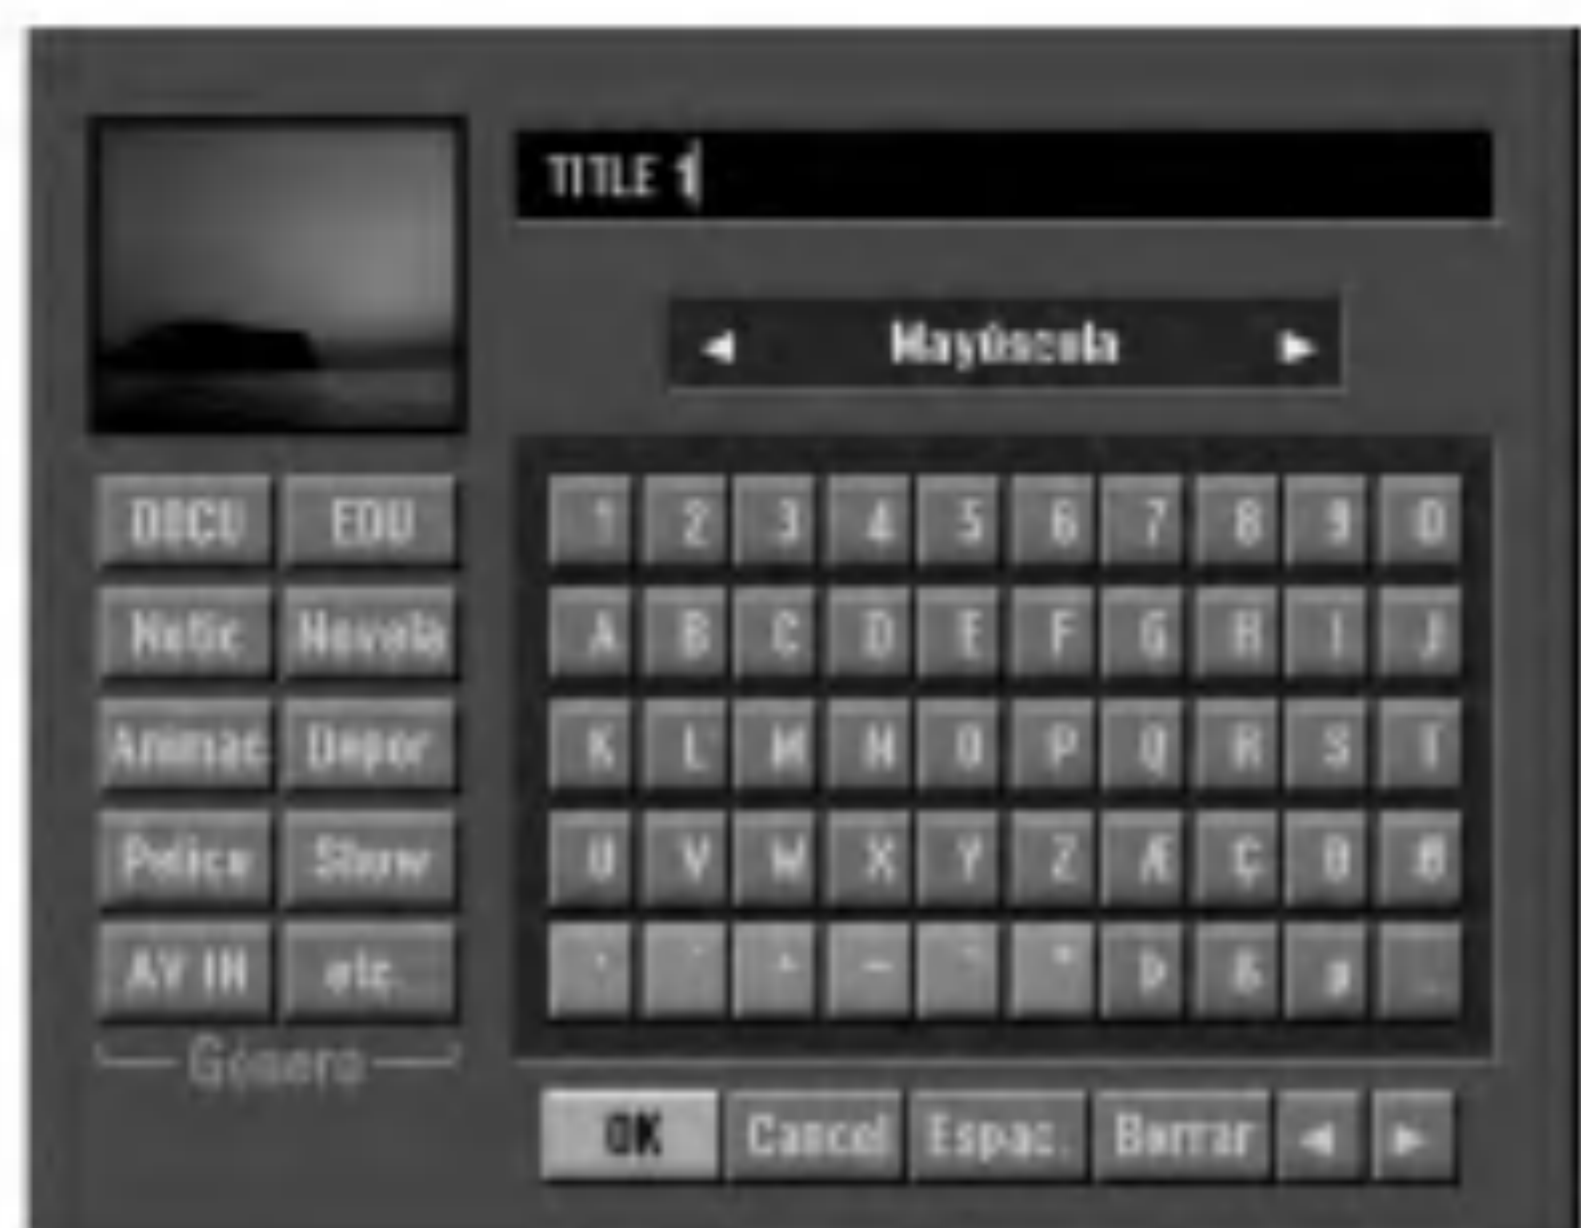 TITLE 1
Mayúscula
DOCU EDU
Notic Novela
Animac Depor
Pelícu Show
AV IN etc.
Género
1 2 3 4 5 6 7 8 9 0
A B C D E F G H I J
K L M N O P Q R S T
U V W X Y Z Æ Ç
OK Cancel Espac. Borrar